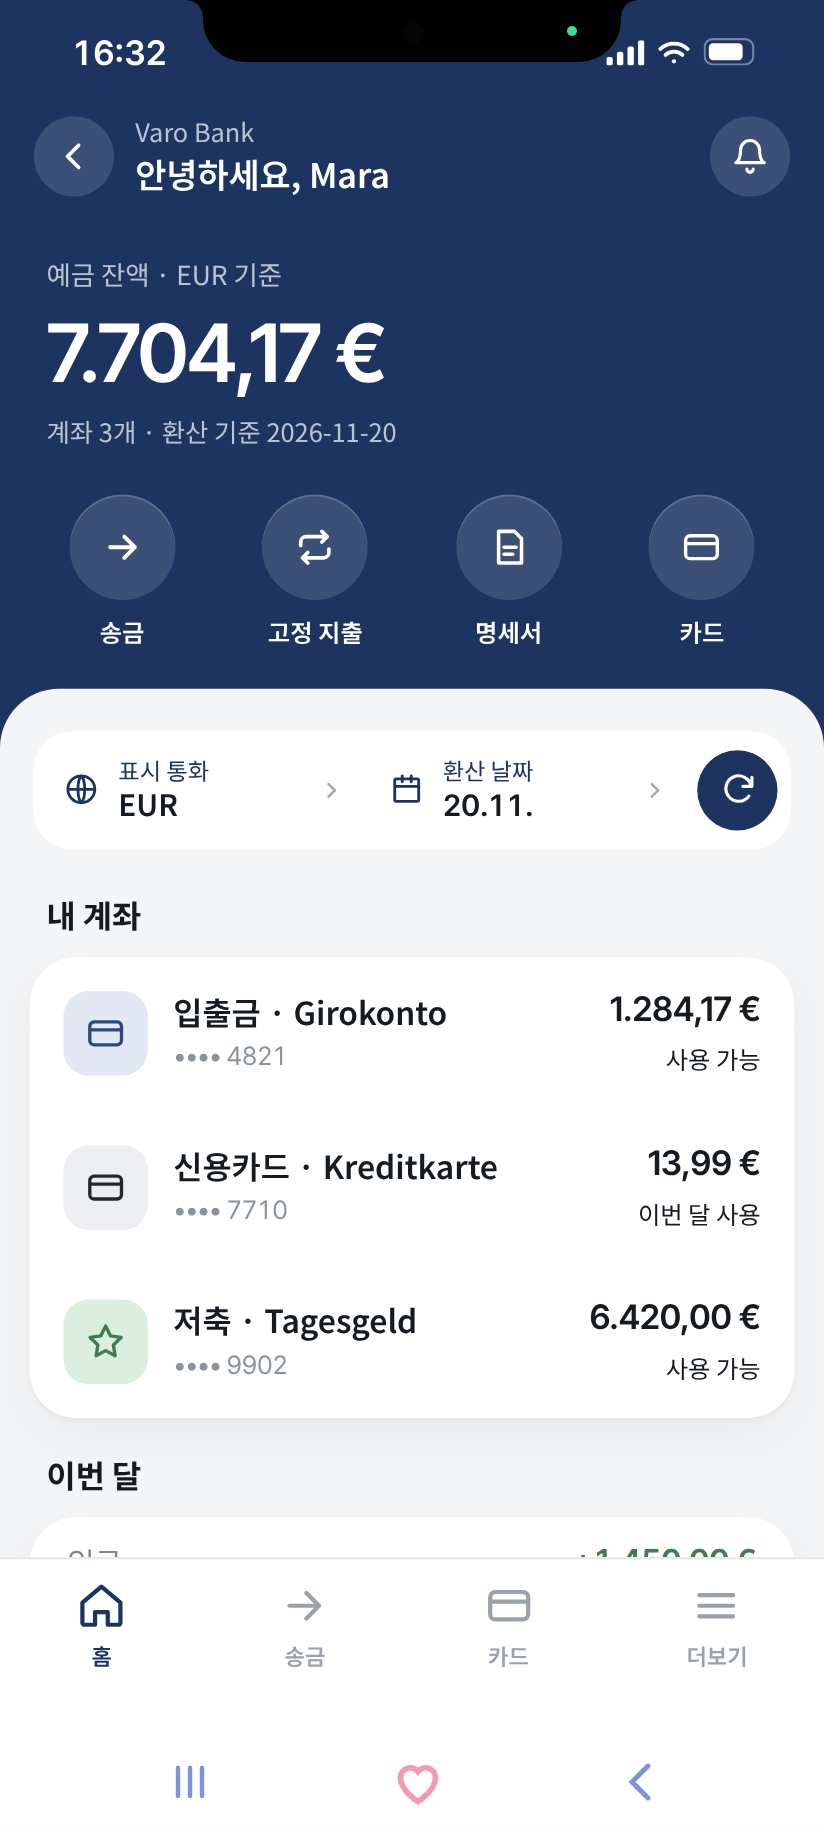 16:32
Varo Bank
안녕하세요, Mara
예금 잔액 · EUR 기준
7.704,17 €
계좌 3개 · 환산 기준 2026-11-20
송금
고정 지출
명세서
카드
표시 통화
EUR
환산 날짜
20.11.
내 계좌
입출금 · Girokonto
1.284,17 €
•••• 4821
사용 가능
신용카드 · Kreditkarte
13,99 €
•••• 7710
이번 달 사용
저축 · Tagesgeld
6.420,00 €
•••• 9902
사용 가능
이번 달
홈
송금
카드
더보기